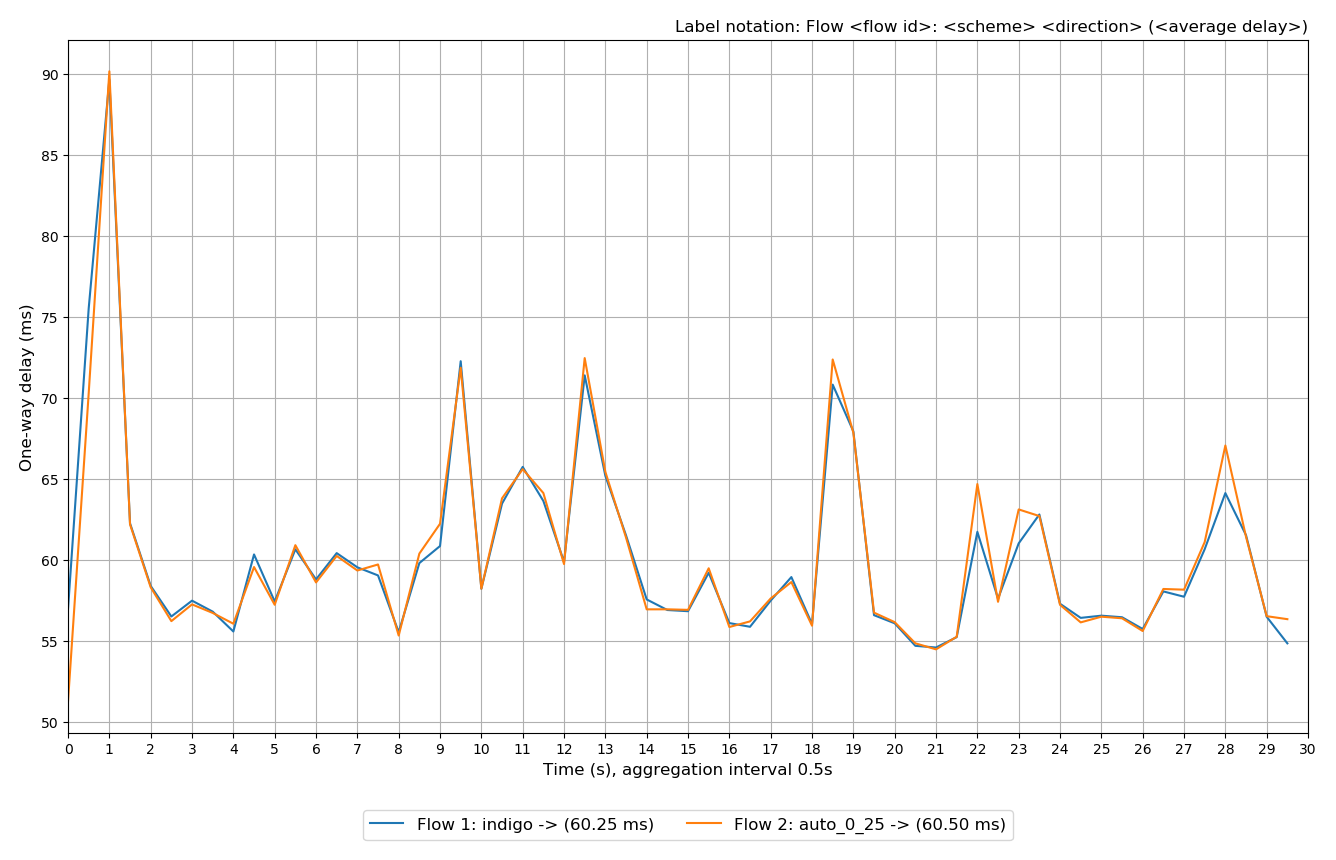 Label notation: Flow <flow id>: <scheme> <direction> (<average delay>)
90
85
80
75
70
65
60
55
50
One-way delay (ms)
0 1 2 3 4 5 6 7 8 9 10 11 12 13 14 15 16 17 18 19 20 21 22 23 24 25 26 27 28 29 30
Time (s), aggregation interval 0.5s
Flow 1: indigo -> (60.25 ms) Flow 2: auto_0_25 -> (60.50 ms)